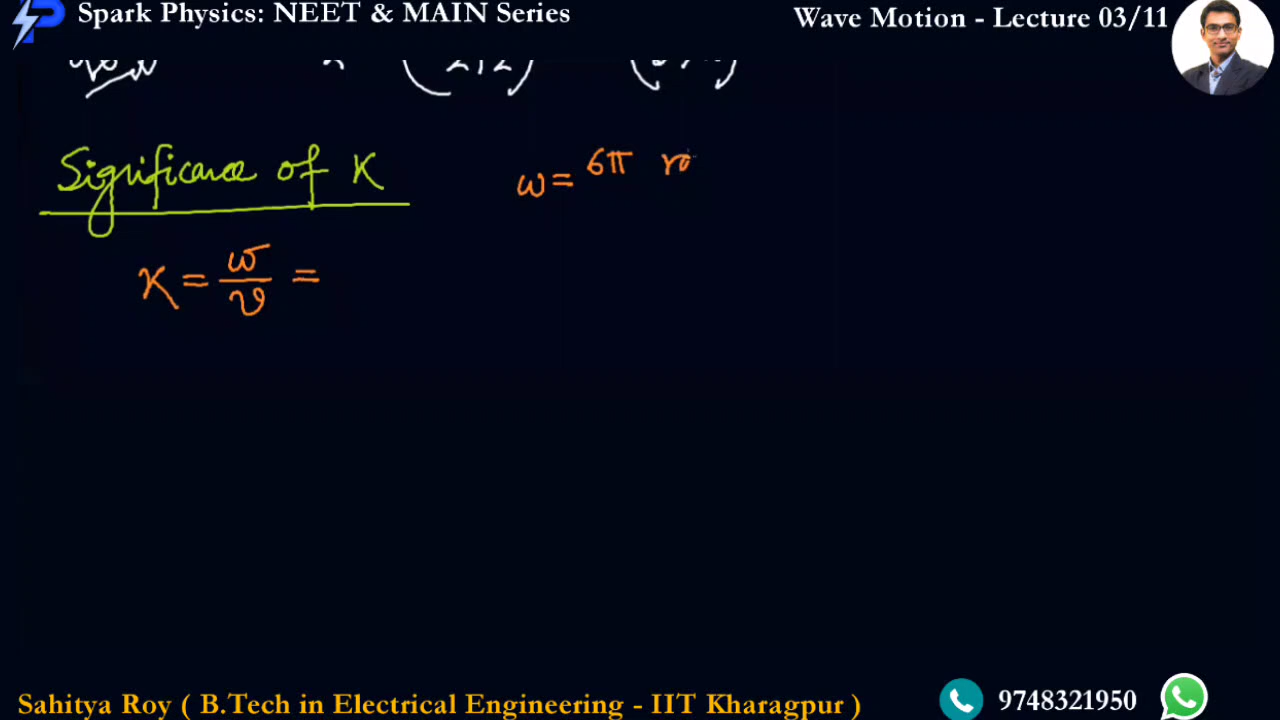 Spark Physics: NEET & MAIN Series
Wave Motion - Lecture 03/11
Significance of K
ω = 6π
K = ω/v =
Sahitya Roy ( B.Tech in Electrical Engineering - IIT Kharagpur )
9748321950